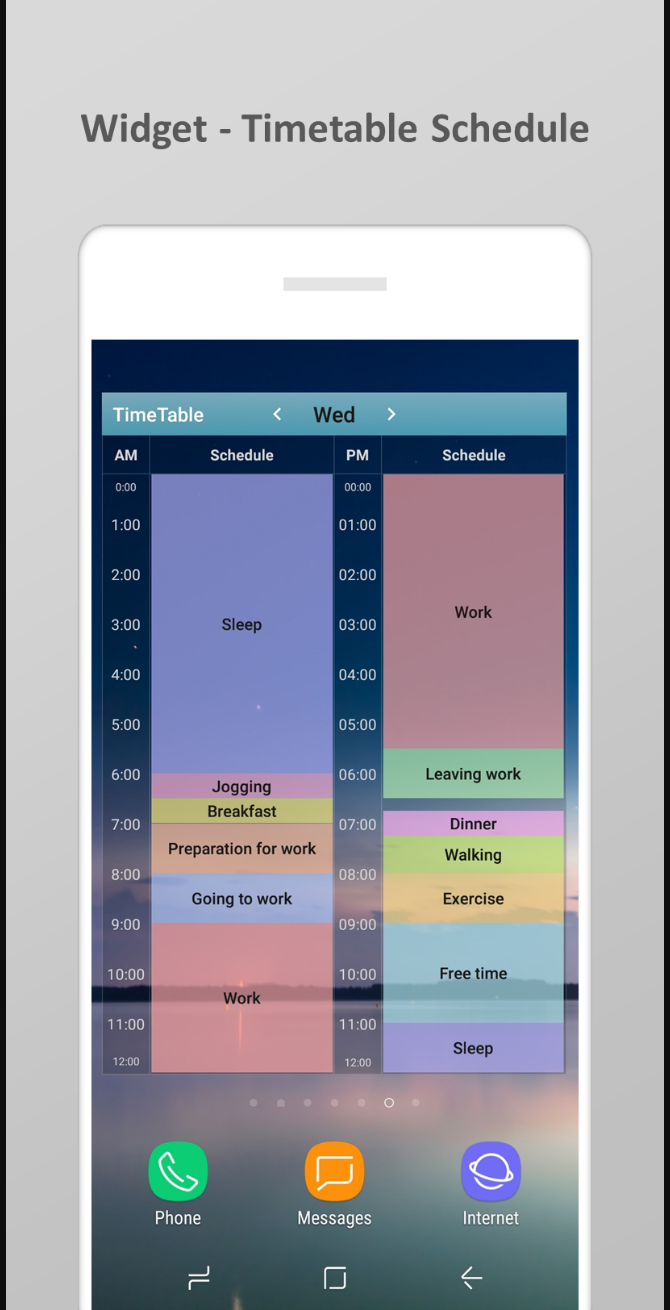 Widget - Timetable Schedule
TimeTable < Wed >
AM Schedule PM Schedule
0:00 00:00
1:00 01:00
2:00 02:00
Work
3:00 Sleep 03:00
4:00 04:00
5:00 05:00
6:00 06:00 Leaving work
Jogging
Breakfast
7:00 07:00 Dinner
Preparation for work Walking
8:00 08:00
Going to work Exercise
9:00 09:00
10:00 10:00 Free time
Work
11:00 11:00
Sleep
12:00 12:00
Phone Messages Internet